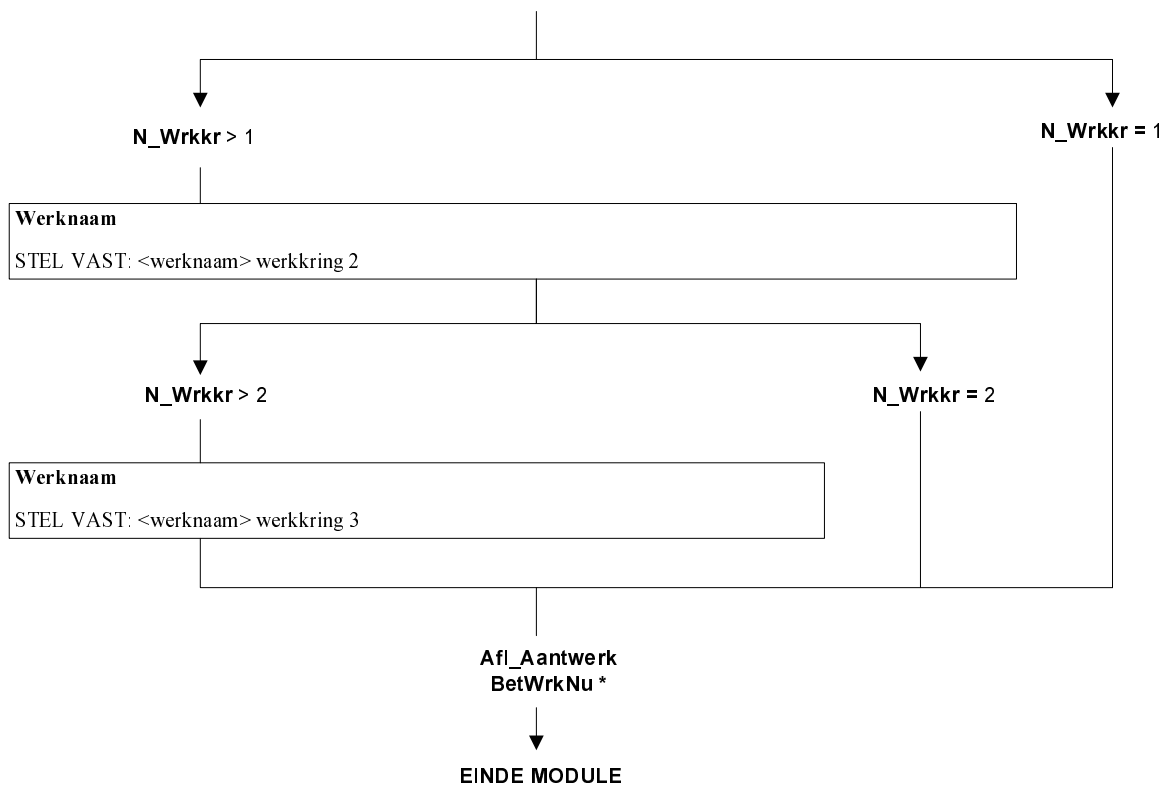 N_Wrkkr > 1
N_Wrkkr = 1
Werknaam
STEL VAST: <werknaam> werkkring 2
N_Wrkkr > 2
N_Wrkkr = 2
Werknaam
STEL VAST: <werknaam> werkkring 3
Afl_Aantwerk
BetWrkNu *
EINDE MODULE